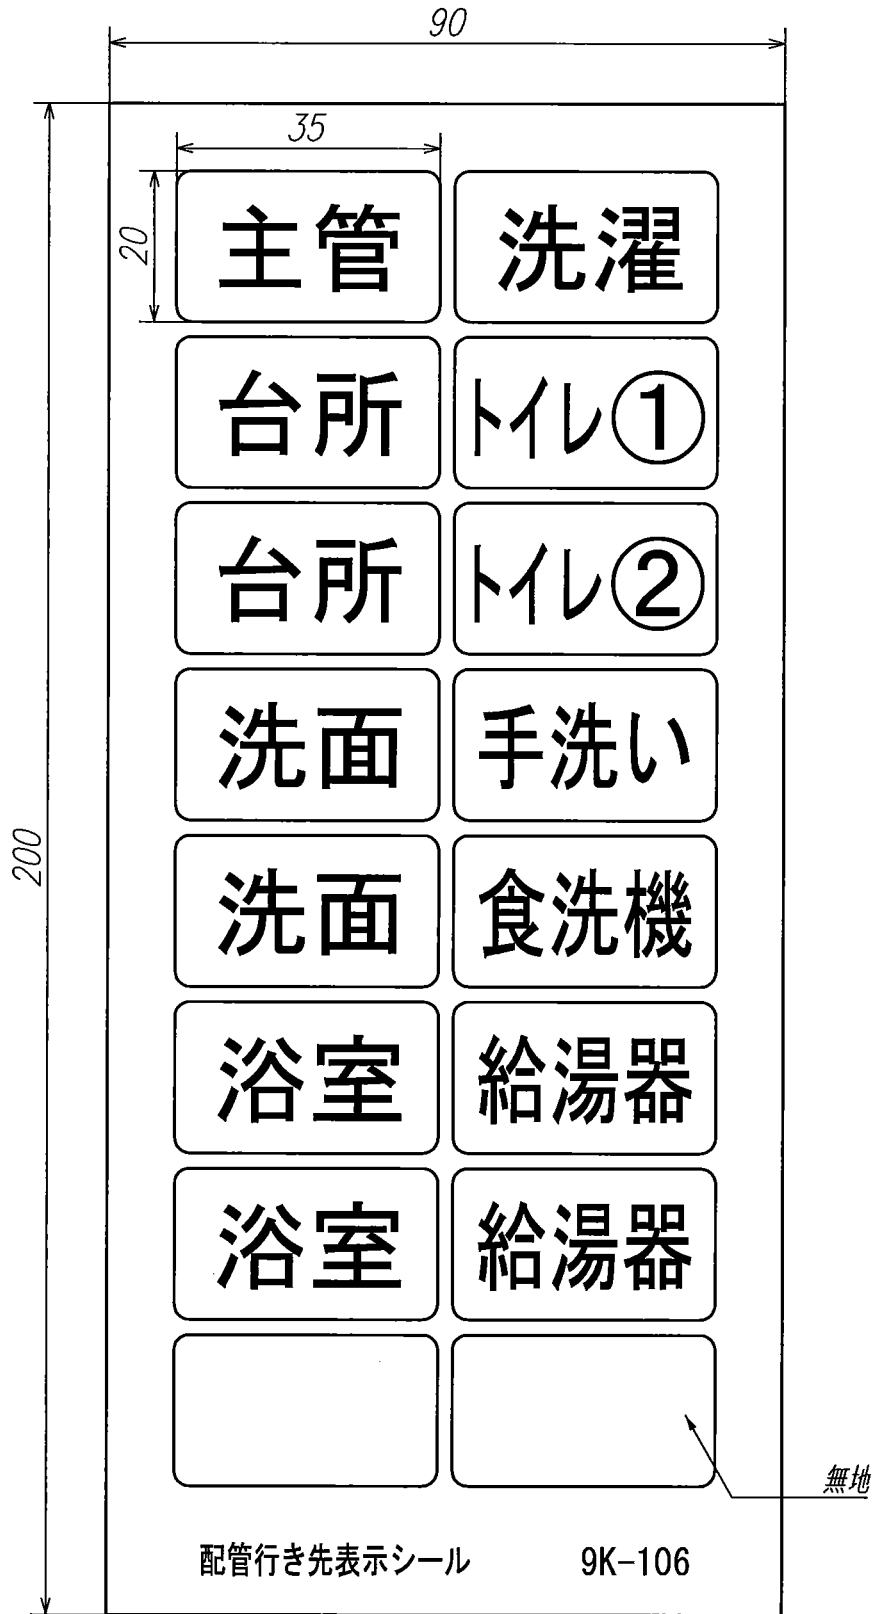 90
35
20
主管 洗濯
台所 トイレ①
台所 トイレ②
洗面 手洗い
200
洗面 食洗機
浴室 給湯器
浴室 給湯器
無地
配管行き先表示シール 9K-106